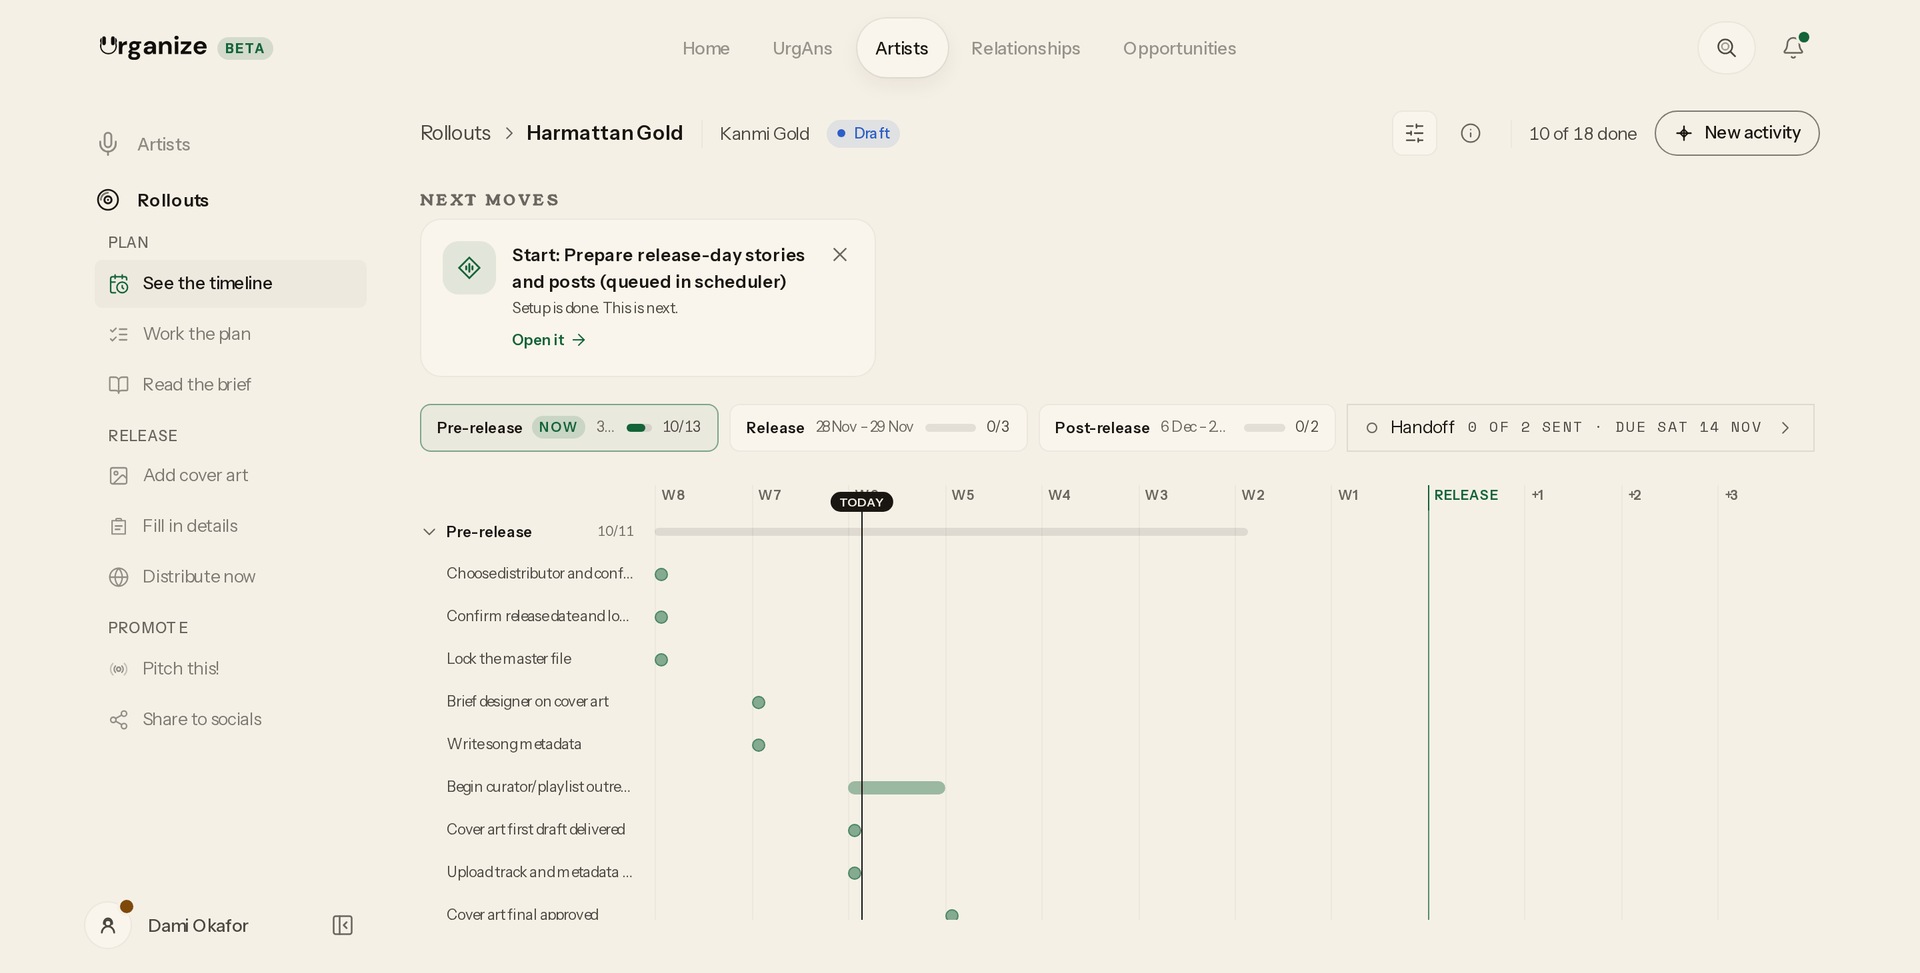 Urganize BETA
Home UrgAns Artists Relationships Opportunities
Artists
Rollouts
PLAN
See the timeline
Work the plan
Read the brief
RELEASE
Add cover art
Fill in details
Distribute now
PROMOTE
Pitch this!
Share to socials
Dami Okafor
Rollouts > Harmattan Gold Kanmi Gold Draft
10 of 18 done New activity
NEXT MOVES
Start: Prepare release-day stories
and posts (queued in scheduler)
Setup is done. This is next.
Open it →
Pre-release NOW 3... 10/13
Release 28 Nov – 29 Nov 0/3
Post-release 6 Dec – 2... 0/2
Handoff 0 OF 2 SENT · DUE SAT 14 NOV
W8 W7 W5 W4 W3 W2 W1 RELEASE +1 +2 +3
TODAY
Pre-release 10/11
Choose distributor and conf...
Confirm release date and lo...
Lock the master file
Brief designer on cover art
Write song metadata
Begin curator/playlist outre...
Cover art first draft delivered
Upload track and metadata ...
Cover art final approved